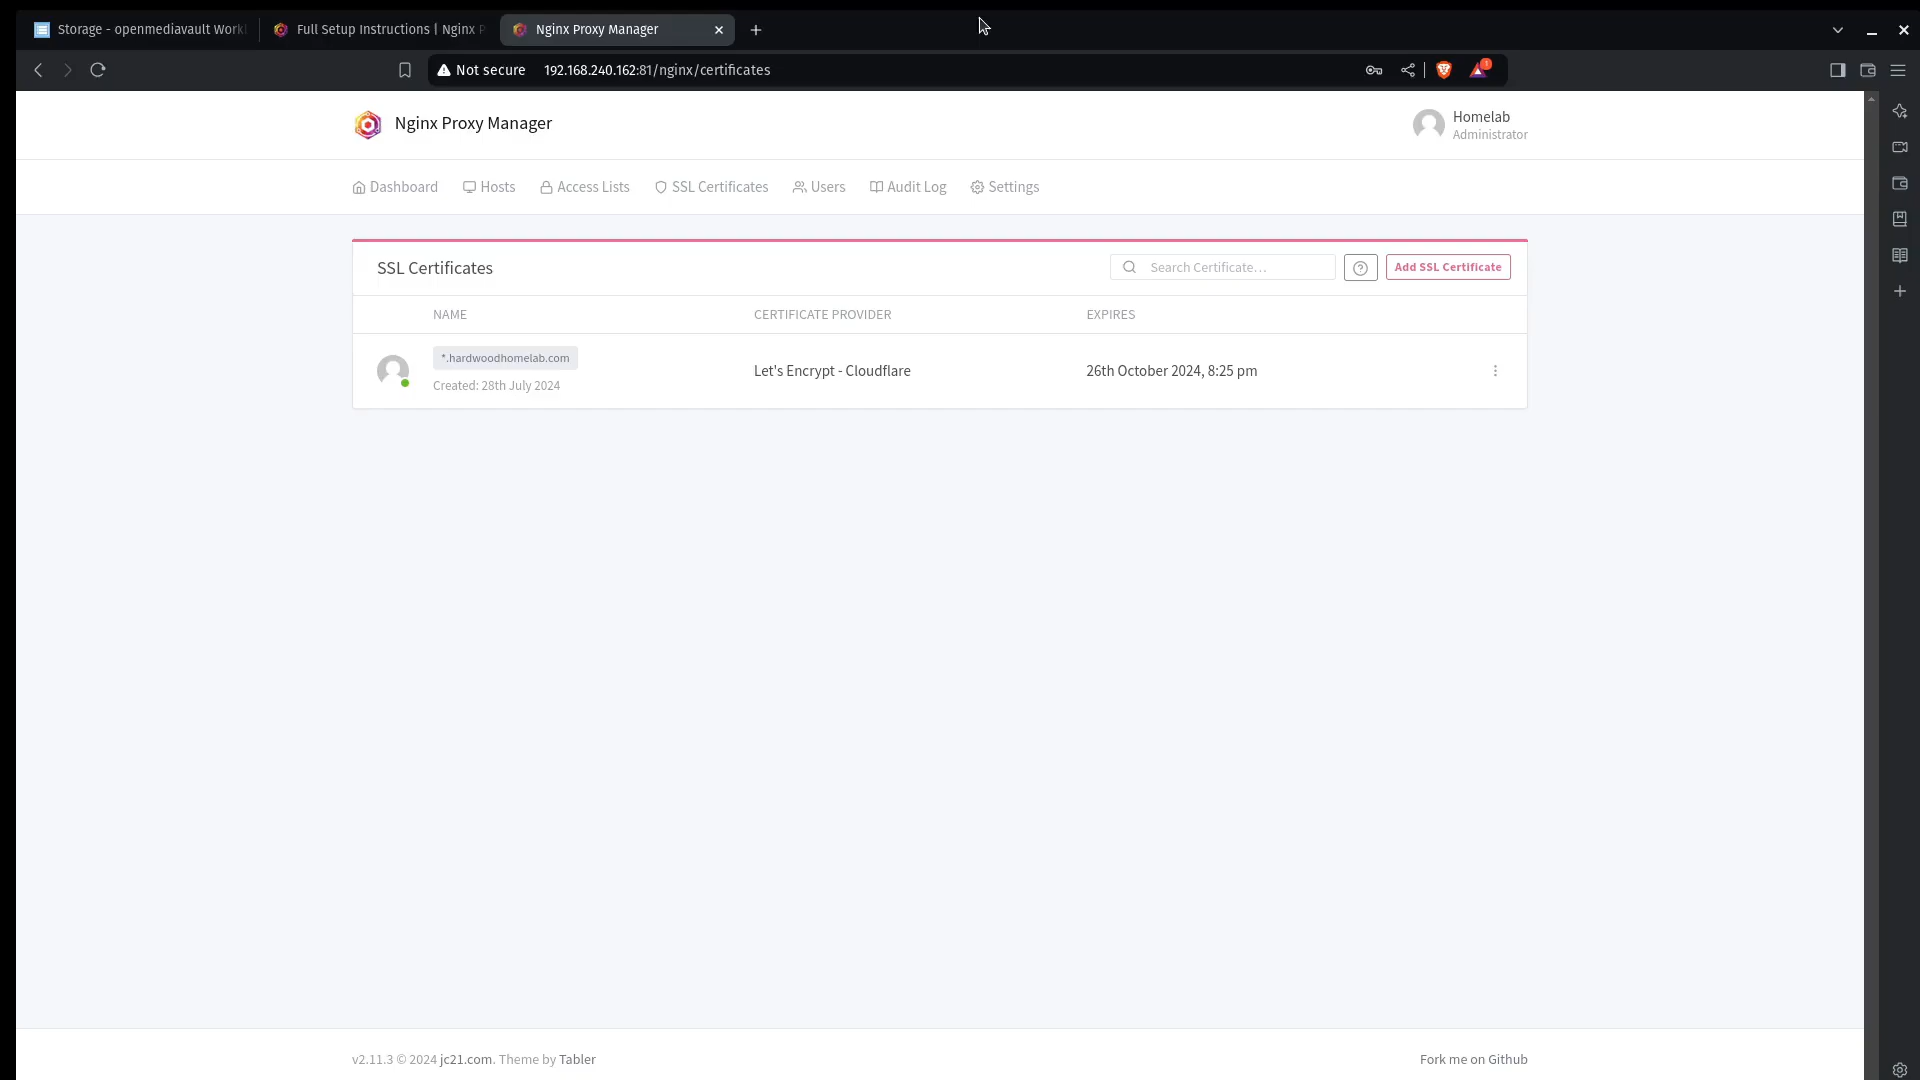 Storage - openmediavault Work
Full Setup Instructions | Nginx P
Nginx Proxy Manager
Not secure
192.168.240.162:81/nginx/certificates
1
Nginx Proxy Manager
Homelab
Administrator
Dashboard
Hosts
Access Lists
SSL Certificates
Users
Audit Log
Settings
SSL Certificates
Search Certificate...
Add SSL Certificate
NAME
CERTIFICATE PROVIDER
EXPIRES
*.hardwoodhomelab.com
Created: 28th July 2024
Let's Encrypt - Cloudflare
26th October 2024, 8:25 pm
v2.11.3 © 2024 jc21.com. Theme by Tabler
Fork me on Github